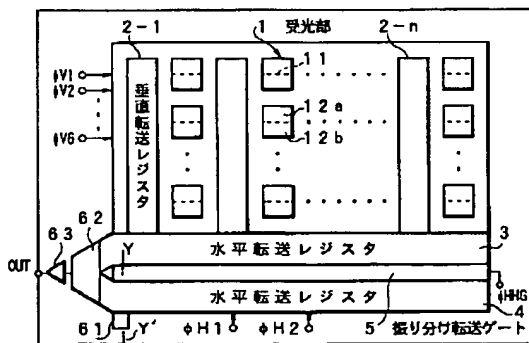 2-1
1 受光部
2-n
φV1
φV2
φV6
11
12a
12b
垂直転送レジスタ
63
62
OUT
Y
水平転送レジスタ
3
水平転送レジスタ
φHHG
4
61
Y'
φH1
φH2
5 振り分け転送ゲート